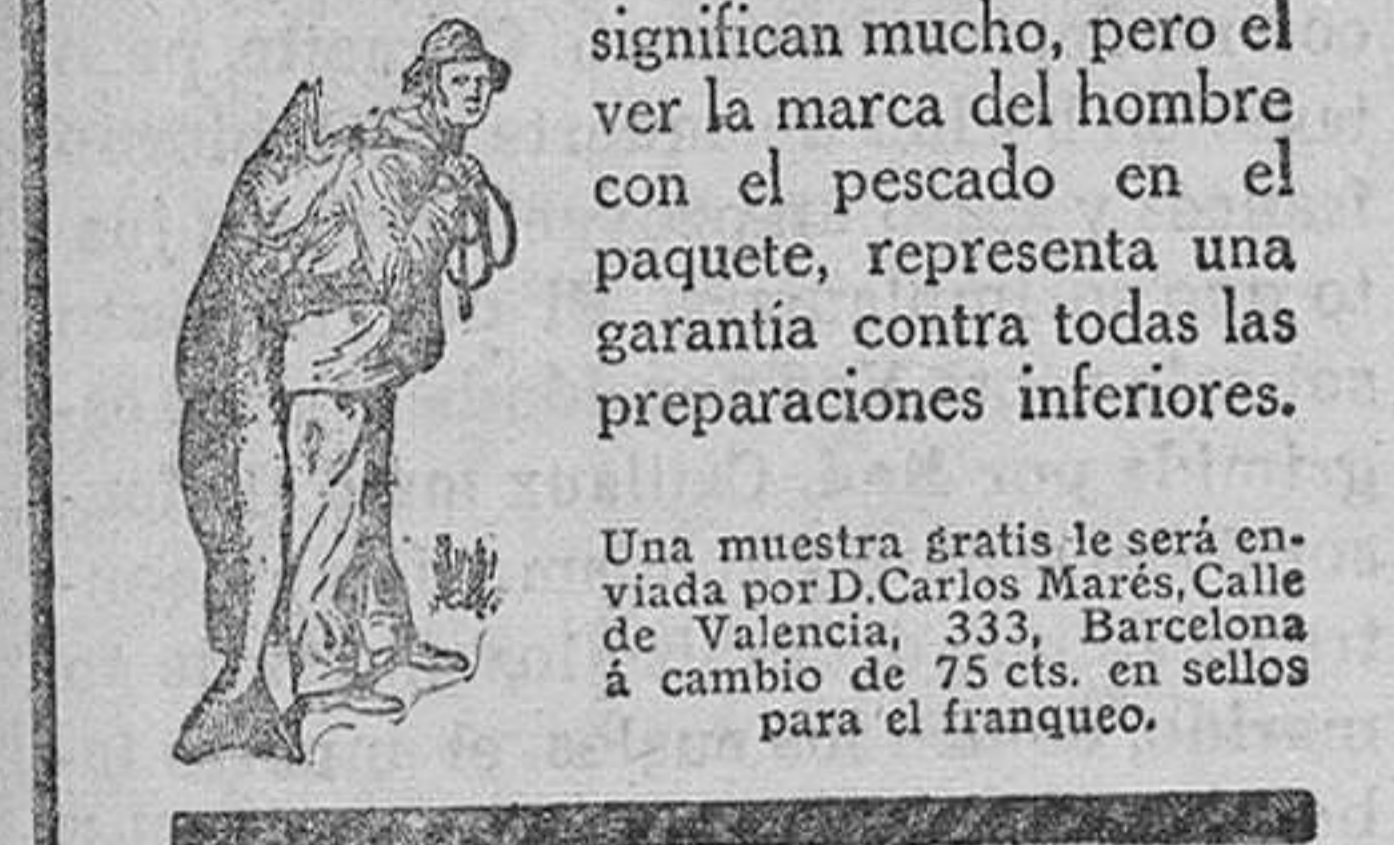 significan mucho, pero el
ver la marca del hombre
con el pescado en el
paquete, representa una
garantía contra todas las
preparaciones inferiores.
Una muestra gratis le será en-
viada por D. Carlos Marés, Calle
de Valencia, 333, Barcelona
á cambio de 75 cts. en sellos
para el franqueo.